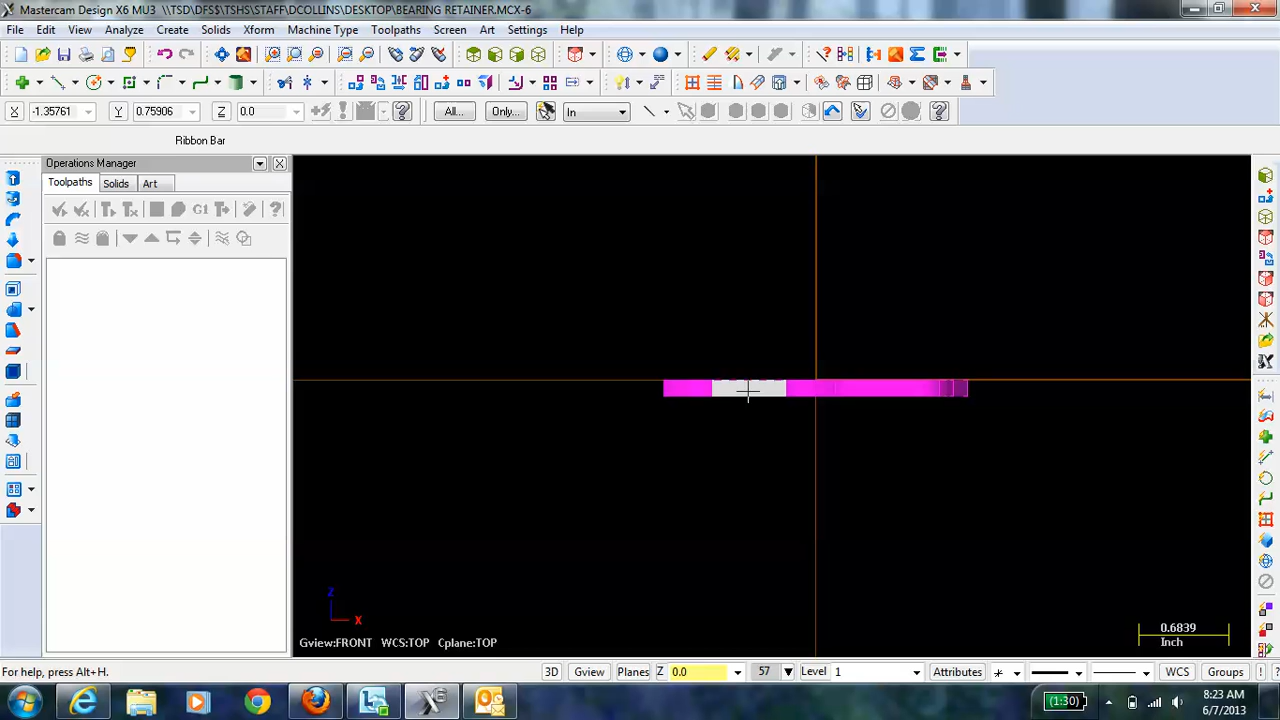 Mastercam Design X6 MU3 \\TSD\DFS$\TSHS\STAFF\DCOLLINS\DESKTOP\BEARING RETAINER.MCX-6
File Edit View Analyze Create Solids Xform Machine Type Toolpaths Screen Art Settings Help
X -1.35761 Y 0.75906 Z 0.0 All... Only... In
Ribbon Bar
Operations Manager
Toolpaths Solids Art
G1
Z
X
Gview:FRONT WCS:TOP Cplane:TOP
0.6839
Inch
For help, press Alt+H. 3D Gview Planes Z 0.0 57 Level 1 Attributes WCS Groups
(1:30) 8:23 AM
6/7/2013